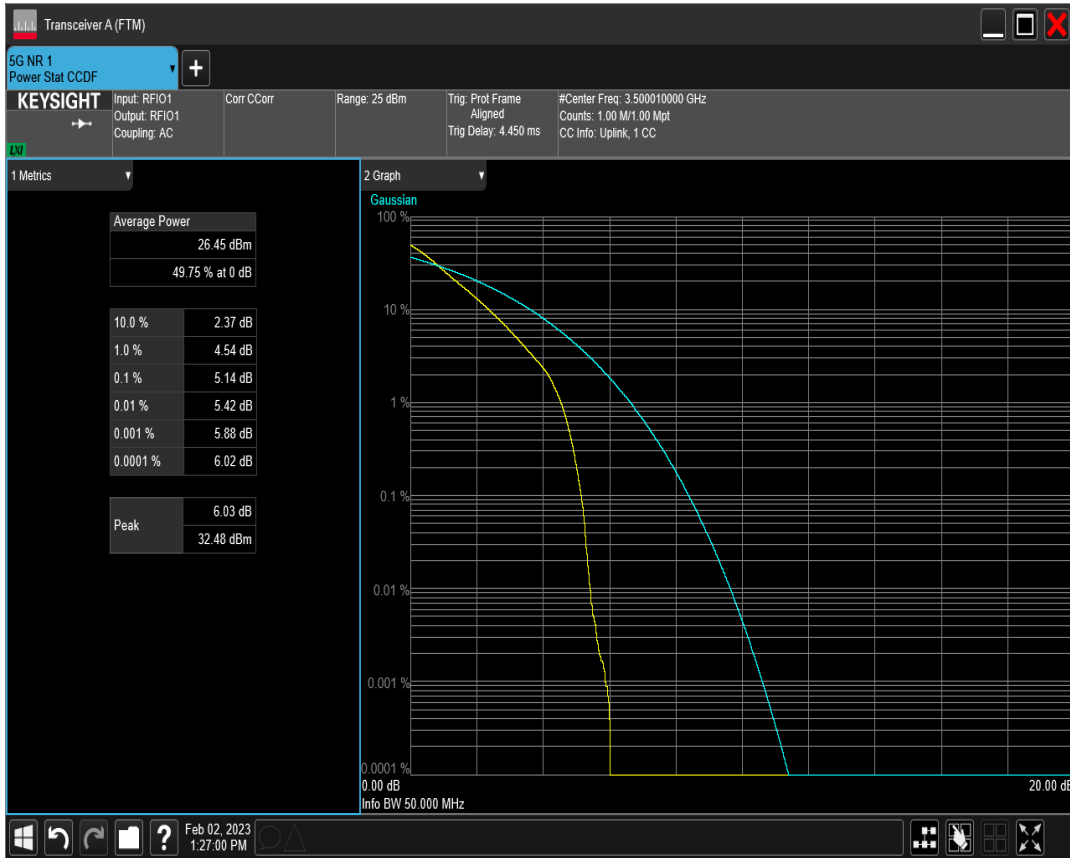 Transceiver A (FTM)
5G NR 1
Power Stat CCDF
KEYSIGHT
LXI
Input: RFIO1
Output: RFIO1
Coupling: AC
Corr CCorr
Range: 25 dBm
Trig: Prot Frame
Aligned
Trig Delay: 4.450 ms
#Center Freq: 3.500010000 GHz
Counts: 1.00 M/1.00 Mpt
CC Info: Uplink, 1 CC
1 Metrics
Average Power
26.45 dBm
49.75 % at 0 dB
10.0 % 2.37 dB
1.0 % 4.54 dB
0.1 % 5.14 dB
0.01 % 5.42 dB
0.001 % 5.88 dB
0.0001 % 6.02 dB
Peak 6.03 dB
32.48 dBm
2 Graph
Gaussian
100 %
10 %
1 %
0.1 %
0.01 %
0.001 %
0.0001 %
0.00 dB 20.00 dB
Info BW 50.000 MHz
?
Feb 02, 2023
1:27:00 PM